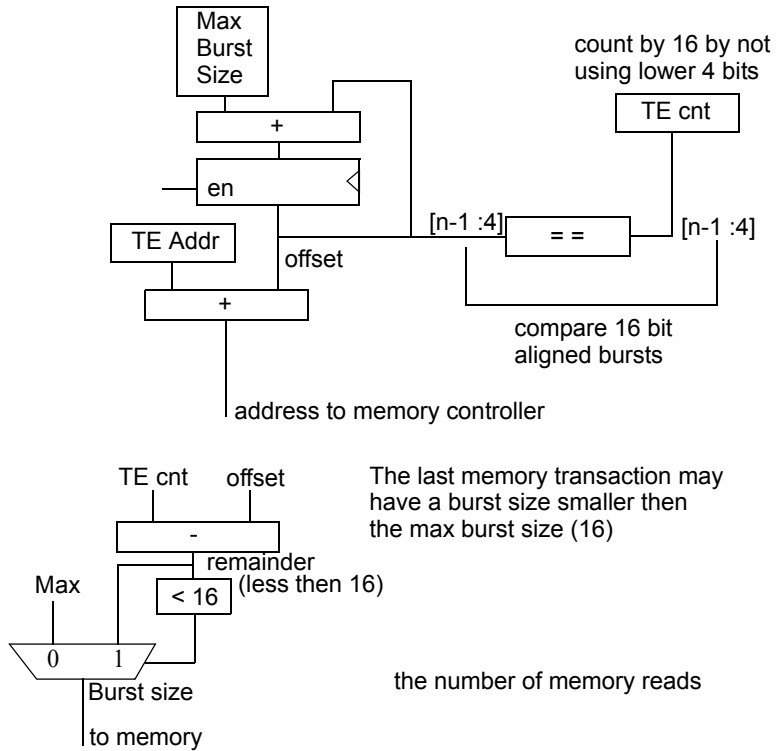 Max
Burst
Size
count by 16 by not
using lower 4 bits
TE cnt
+
en
TE Addr
[n-1 :4]
= =
[n-1 :4]
offset
+
compare 16 bit
aligned bursts
address to memory controller
TE cnt
offset
The last memory transaction may
have a burst size smaller then
the max burst size (16)
-
remainder
(less then 16)
Max
< 16
0
1
Burst size
the number of memory reads
to memory